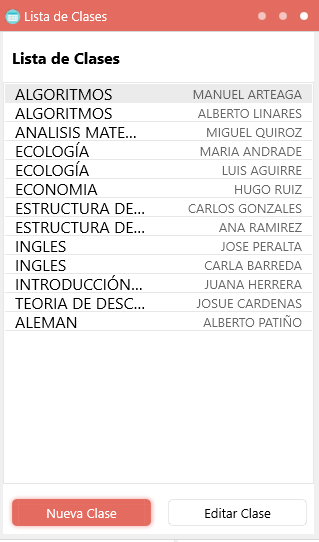 Lista de Clases
Lista de Clases
ALGORITMOS MANUEL ARTEAGA
ALGORITMOS ALBERTO LINARES
ANALISIS MATE... MIGUEL QUIROZ
ECOLOGÍA MARIA ANDRADE
ECOLOGÍA LUIS AGUIRRE
ECONOMIA HUGO RUIZ
ESTRUCTURA DE... CARLOS GONZALES
ESTRUCTURA DE... ANA RAMIREZ
INGLES JOSE PERALTA
INGLES CARLA BARREDA
INTRODUCCIÓN... JUANA HERRERA
TEORIA DE DESC... JOSUE CARDENAS
ALEMAN ALBERTO PATIÑO
Nueva Clase Editar Clase